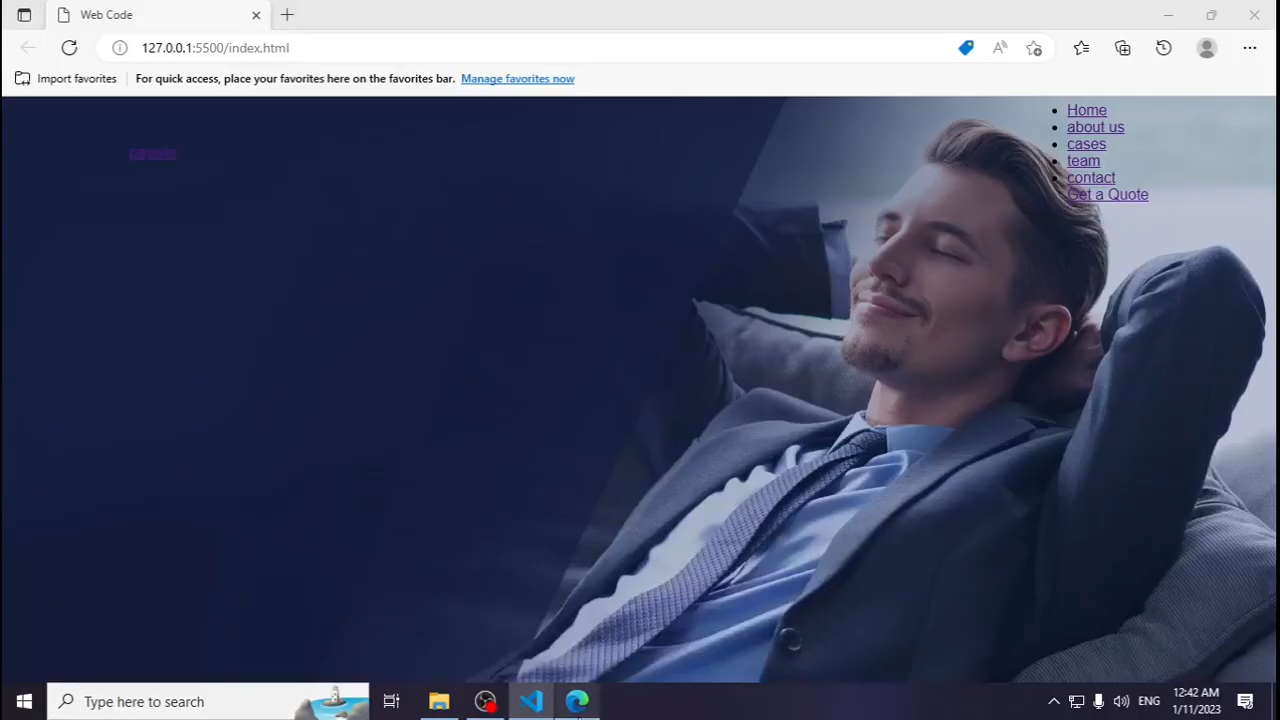 Web Code
127.0.0.1:5500/index.html
Import favorites
For quick access, place your favorites here on the favorites bar. Manage favorites now
Home
about us
cases
team
contact
Get a Quote
Type here to search
ENG
12:42 AM
1/11/2023